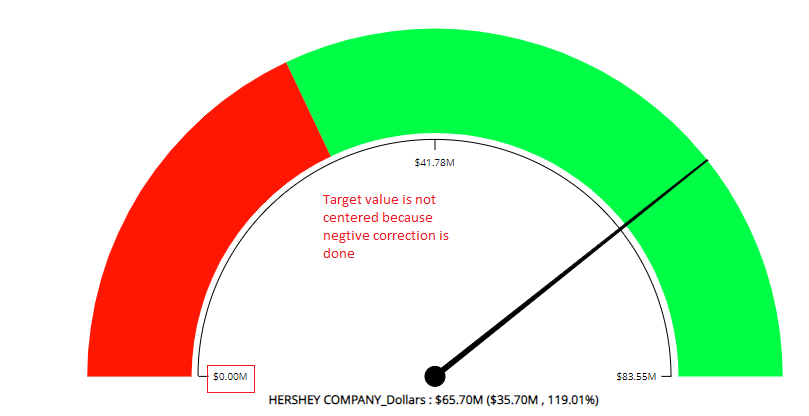 $41.78M
Target value is not
centered because
negtive correction is
done
$0.00M
$83.55M
HERSHEY COMPANY_Dollars : $65.70M ($35.70M , 119.01%)